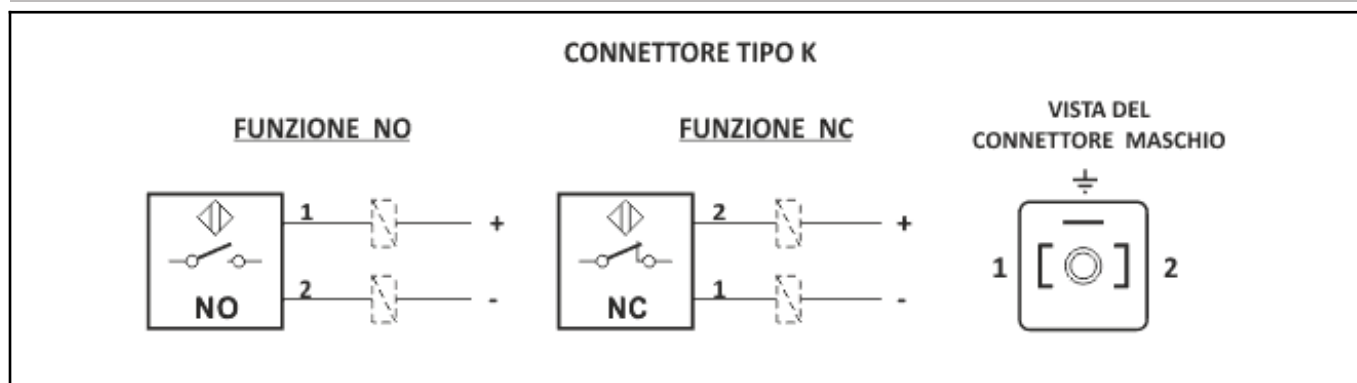 CONNETTORE TIPO K
FUNZIONE NO
FUNZIONE NC
VISTA DEL
CONNETTORE MASCHIO
1
+
2
-
NO
2
+
1
-
NC
1
2